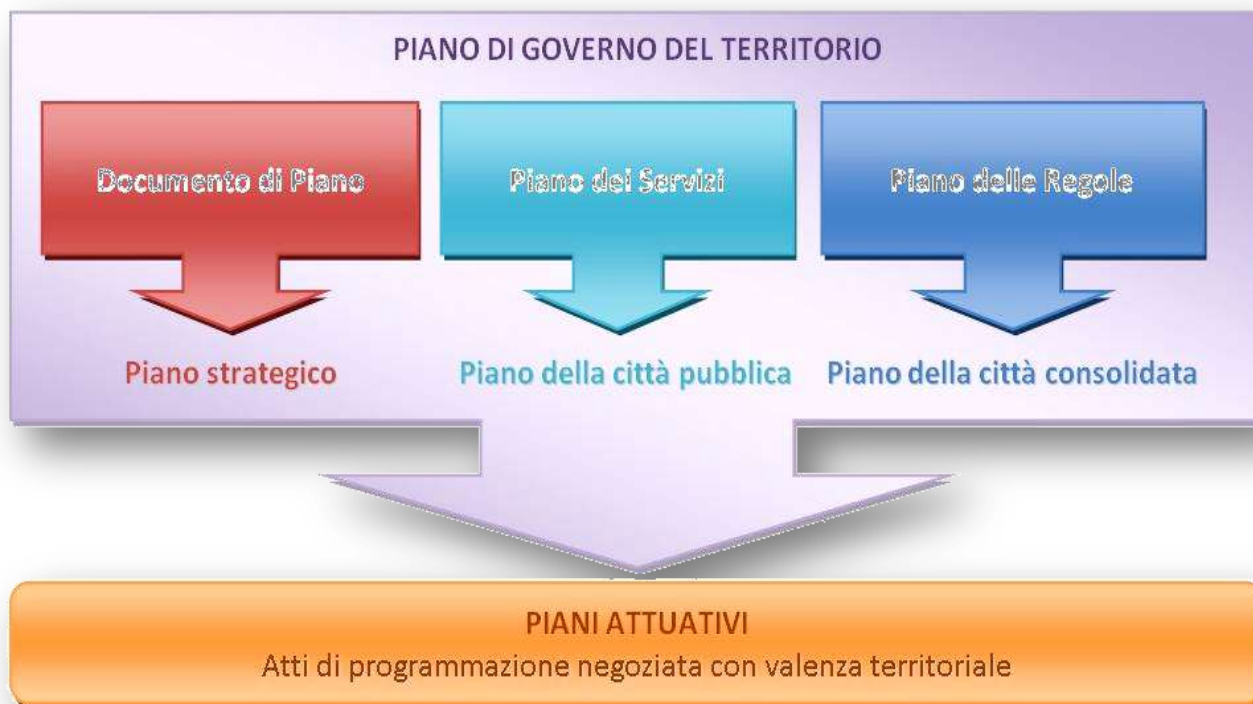 PIANO DI GOVERNO DEL TERRITORIO
Documento di Piano
Piano dei Servizi
Piano delle Regole
Piano strategico
Piano della città pubblica
Piano della città consolidata
PIANI ATTUATIVI
Atti di programmazione negoziata con valenza territoriale